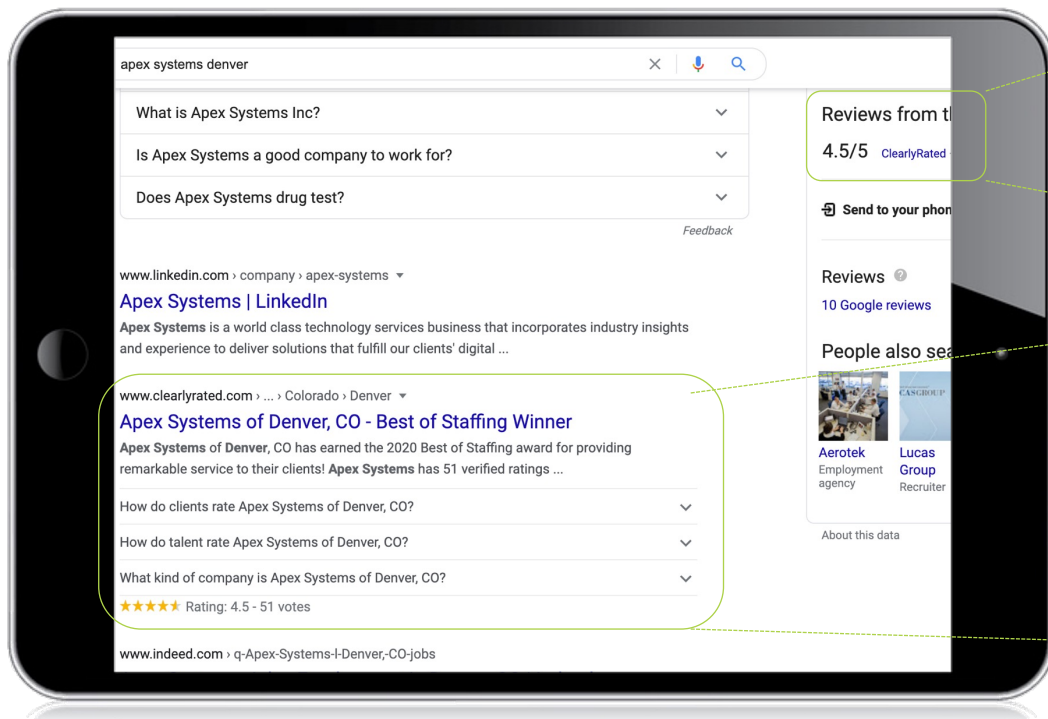 apex systems denver
What is Apex Systems Inc?
Is Apex Systems a good company to work for?
Does Apex Systems drug test?
Feedback
www.linkedin.com › company › apex-systems
Apex Systems | LinkedIn
Apex Systems is a world class technology services business that incorporates industry insights
and experience to deliver solutions that fulfill our clients' digital ...
www.clearlyrated.com › ... › Colorado › Denver
Apex Systems of Denver, CO - Best of Staffing Winner
Apex Systems of Denver, CO has earned the 2020 Best of Staffing award for providing
remarkable service to their clients! Apex Systems has 51 verified ratings ...
How do clients rate Apex Systems of Denver, CO?
How do talent rate Apex Systems of Denver, CO?
What kind of company is Apex Systems of Denver, CO?
Rating: 4.5 - 51 votes
www.indeed.com › q-Apex-Systems-l-Denver,-CO-jobs
Reviews from
4.5/5 ClearlyRated
Send to your
Reviews
10 Google reviews
People also
CASGROUP
Aerotek
Employment
agency
Lucas
Group
Recruiter
About this data